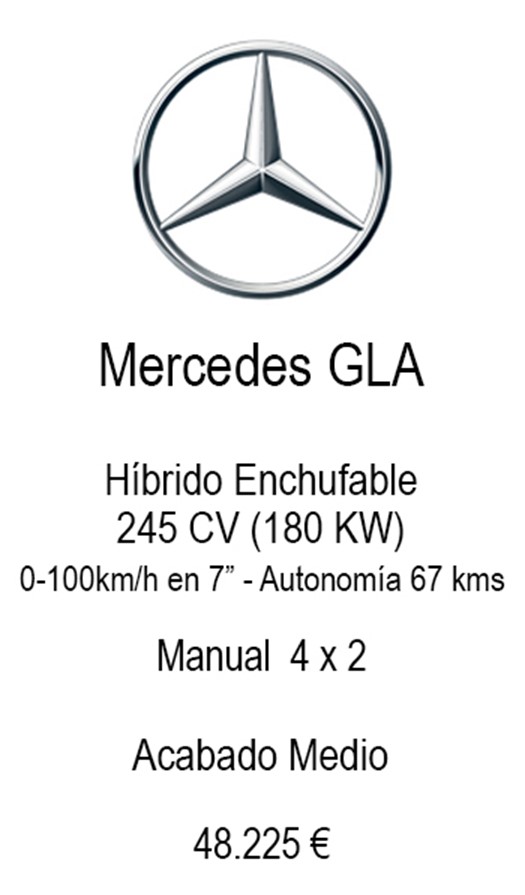 Mercedes GLA
Híbrido Enchufable
245 CV (180 KW)
0-100km/h en 7” - Autonomía 67 kms
Manual 4 x 2
Acabado Medio
48.225 €